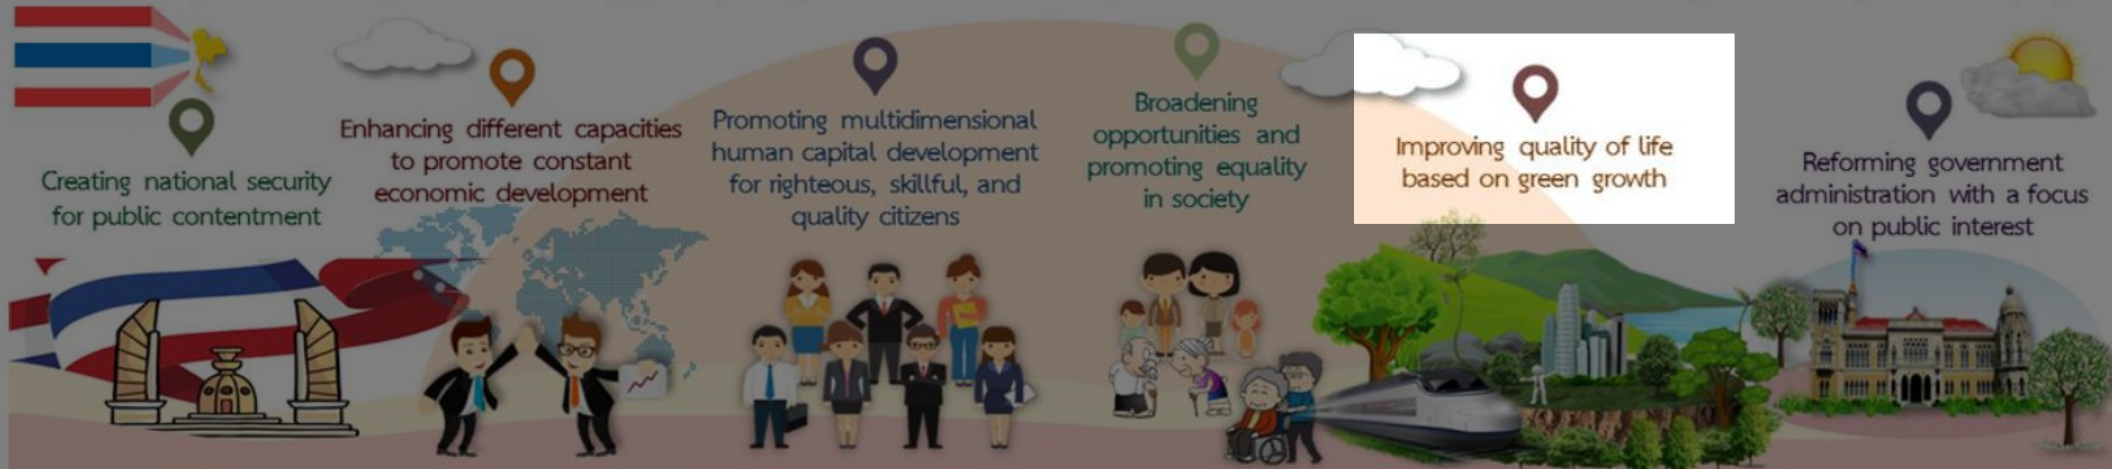 Creating national security
for public contentment
Enhancing different capacities
to promote constant
economic development
Promoting multidimensional
human capital development
for righteous, skillful, and
quality citizens
Broadening
opportunities and
promoting equality
in society
Improving quality of life
based on green growth
Reforming government
administration with a focus
on public interest